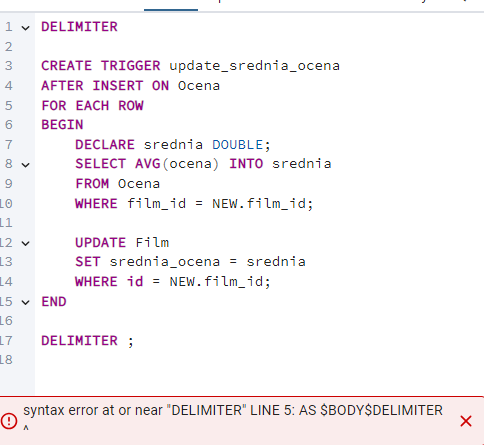 1 DELIMITER
2
3 CREATE TRIGGER update_srednia_ocena
4 AFTER INSERT ON Ocena
5 FOR EACH ROW
6 BEGIN
7 DECLARE srednia DOUBLE;
8 SELECT AVG(ocena) INTO srednia
9 FROM Ocena
10 WHERE film_id = NEW.film_id;
11
12 UPDATE Film
13 SET srednia_ocena = srednia
14 WHERE id = NEW.film_id;
15 END
16
17 DELIMITER ;
18
syntax error at or near "DELIMITER" LINE 5: AS $BODY$DELIMITER
^